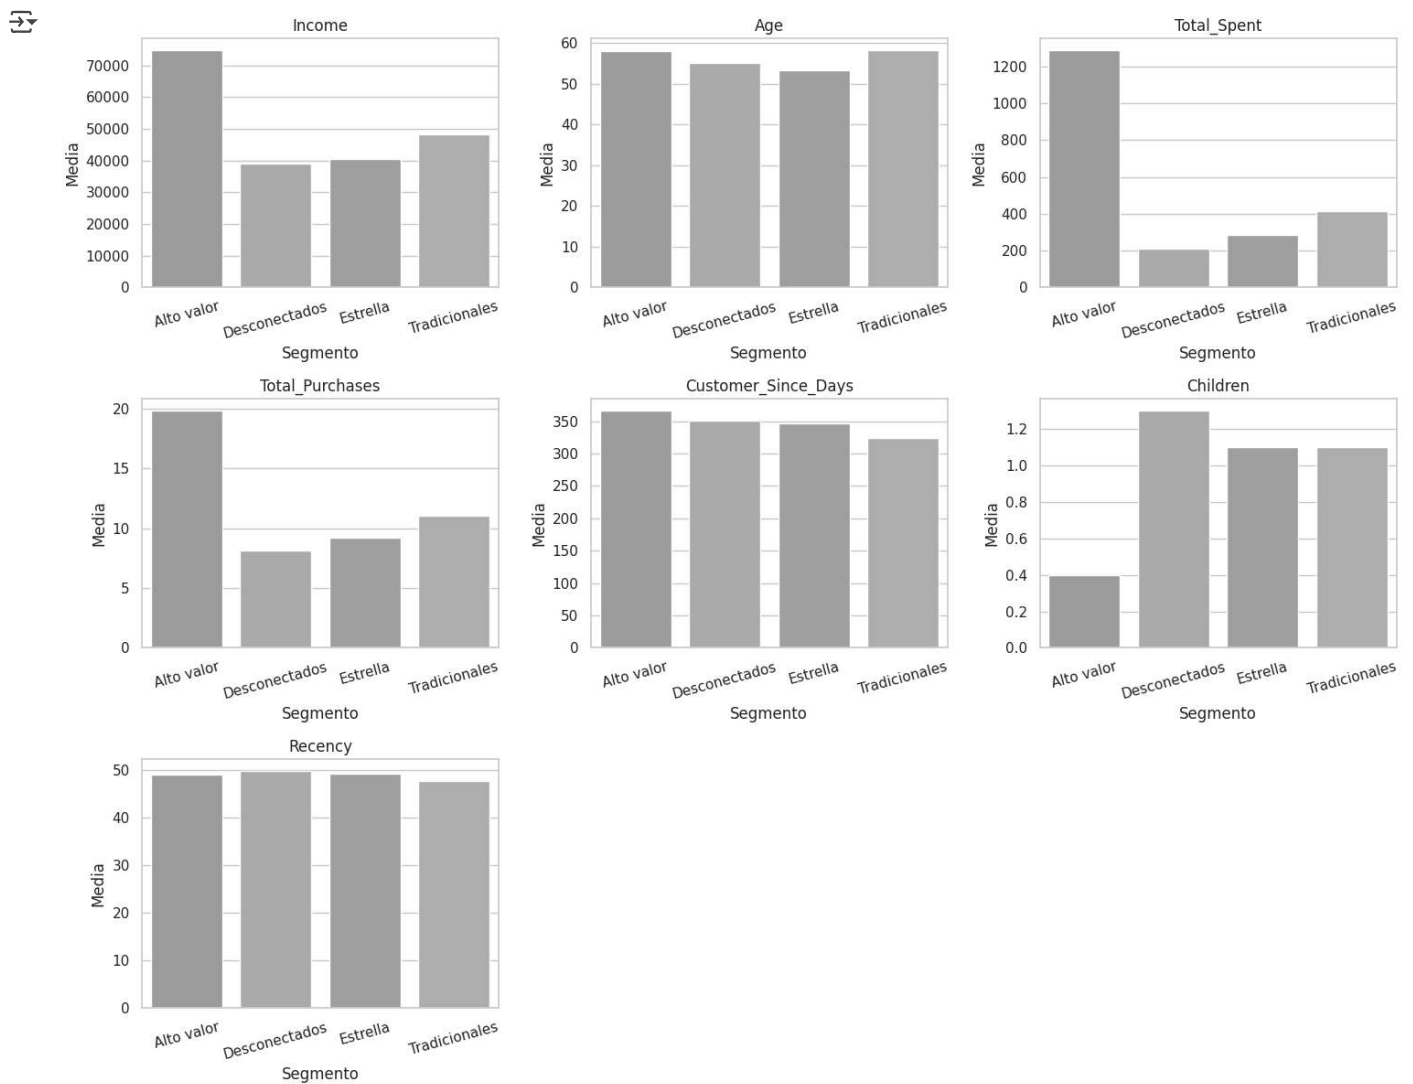 Income
Media
70000
60000
50000
40000
30000
20000
10000
0
Alto valor
Desconectados
Estrella
Tradicionales
Segmento
Age
Media
60
50
40
30
20
10
0
Alto valor
Desconectados
Estrella
Tradicionales
Segmento
Total_Spent
Media
1200
1000
800
600
400
200
0
Alto valor
Desconectados
Estrella
Tradicionales
Segmento
Total_Purchases
Media
20
15
10
5
0
Alto valor
Desconectados
Estrella
Tradicionales
Segmento
Customer_Since_Days
Media
350
300
250
200
150
100
50
0
Alto valor
Desconectados
Estrella
Tradicionales
Segmento
Children
Media
1.2
1.0
0.8
0.6
0.4
0.2
0.0
Alto valor
Desconectados
Estrella
Tradicionales
Segmento
Recency
Media
50
40
30
20
10
0
Alto valor
Desconectados
Estrella
Tradicionales
Segmento